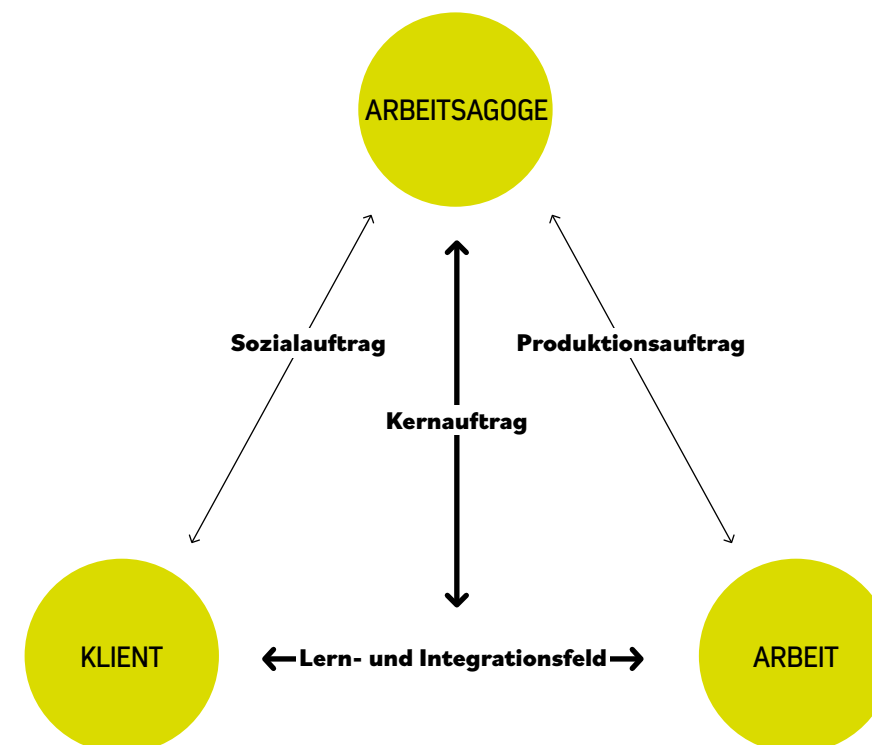 ARBEITSAGOGE
Sozialauftrag
Produktionsauftrag
Kernauftrag
KLIENT
Lern- und Integrationsfeld
ARBEIT